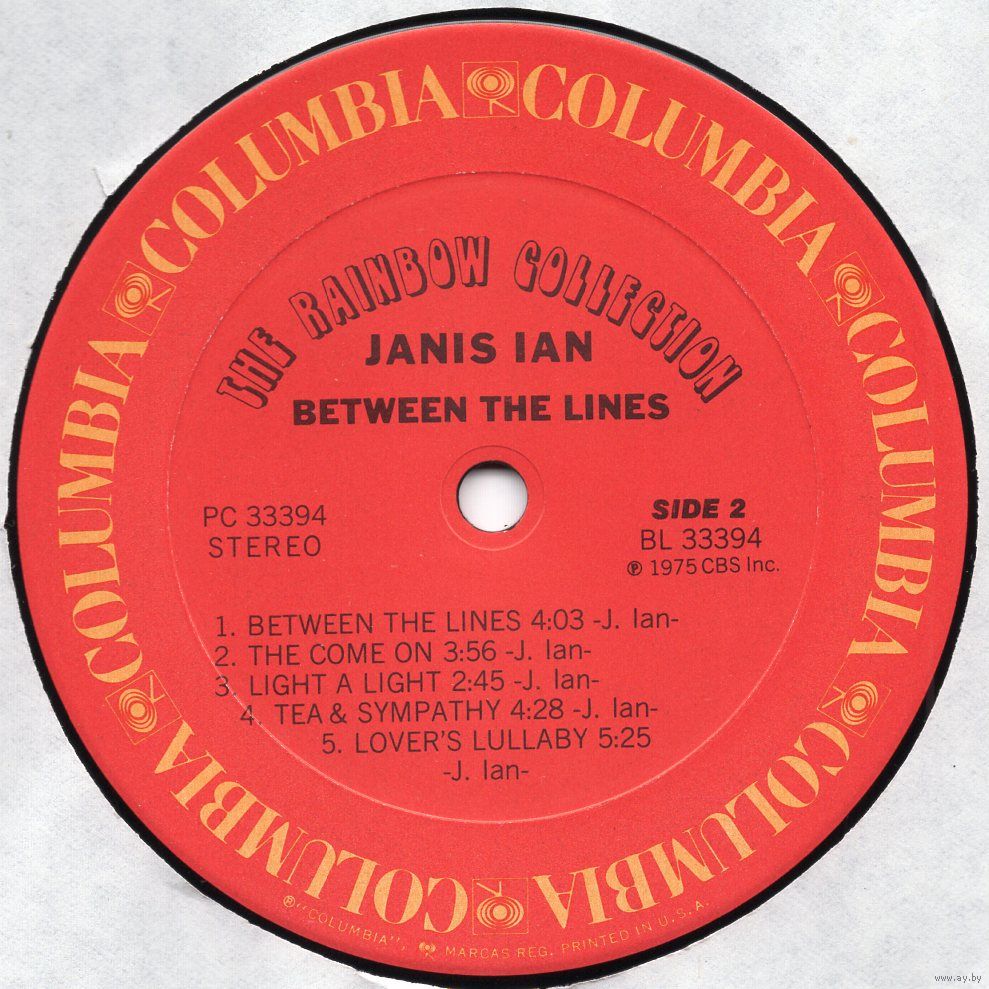 COLUMBIA COLUMBIA COLUMBIA COLUMBIA COLUMBIA COLUMBIA COLUMBIA COLUMBIA
THE RAINBOW COLLECTION
JANIS IAN
BETWEEN THE LINES
PC 33394
STEREO
SIDE 2
BL 33394
℗ 1975 CBS Inc.
1. BETWEEN THE LINES 4:03 -J. Ian-
2. THE COME ON 3:56 -J. Ian-
3. LIGHT A LIGHT 2:45 -J. Ian-
4. TEA & SYMPATHY 4:28 -J. Ian-
5. LOVER'S LULLABY 5:25
-J. Ian-
®"COLUMBIA", MARCAS REG. PRINTED IN U.S.A.
www.ay.by